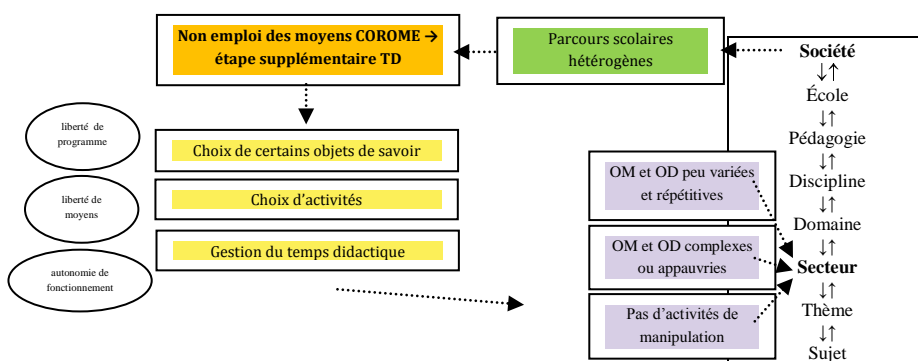 Non emploi des moyens COROME →
étape supplémentaire TD
Parcours scolaires
hétérogènes
liberté de
programme
liberté de
moyens
autonomie de
fonctionnement
Choix de certains objets de savoir
Choix d'activités
Gestion du temps didactique
OM et OD peu variées
et répétitives
OM et OD complexes
ou appauvries
Pas d'activités de
manipulation
Société
↓↑
École
↓↑
Pédagogie
↓↑
Discipline
↓↑
Domaine
↓↑
Secteur
↓↑
Thème
↓↑
Sujet